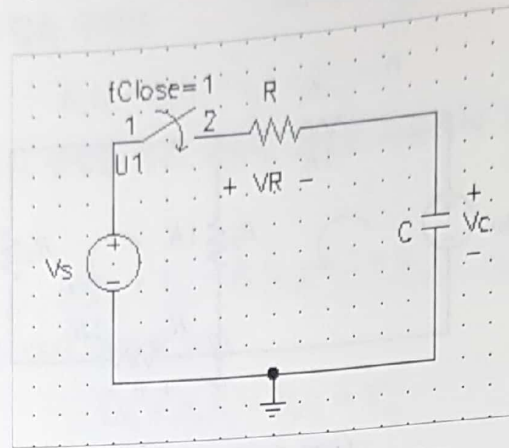 tClose= 1
R
1
2
U1
+ VR -
+
Vs
-
C
+
Vc
-